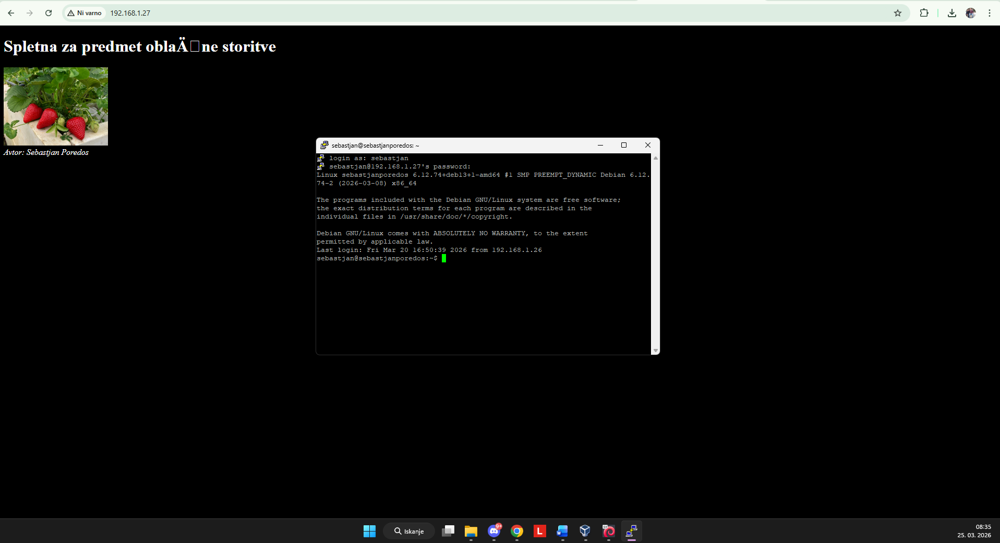 Ni varno
192.168.1.27
Spletna za predmet oblaÄ□ne storitve
Avtor: Sebastjan Poredos
sebastjan@sebastjanporedos: ~
login as: sebastjan
sebastjan@192.168.1.27's password:
Linux sebastjanporedos 6.12.74+deb13+1-amd64 #1 SMP PREEMPT_DYNAMIC Debian 6.12.
74-2 (2026-03-08) x86_64
The programs included with the Debian GNU/Linux system are free software;
the exact distribution terms for each program are described in the
individual files in /usr/share/doc/*/copyright.
Debian GNU/Linux comes with ABSOLUTELY NO WARRANTY, to the extent
permitted by applicable law.
Last login: Fri Mar 20 16:50:39 2026 from 192.168.1.26
sebastjan@sebastjanporedos:~$
Iskanje
9+
L
W
64
08:35
25. 03. 2026